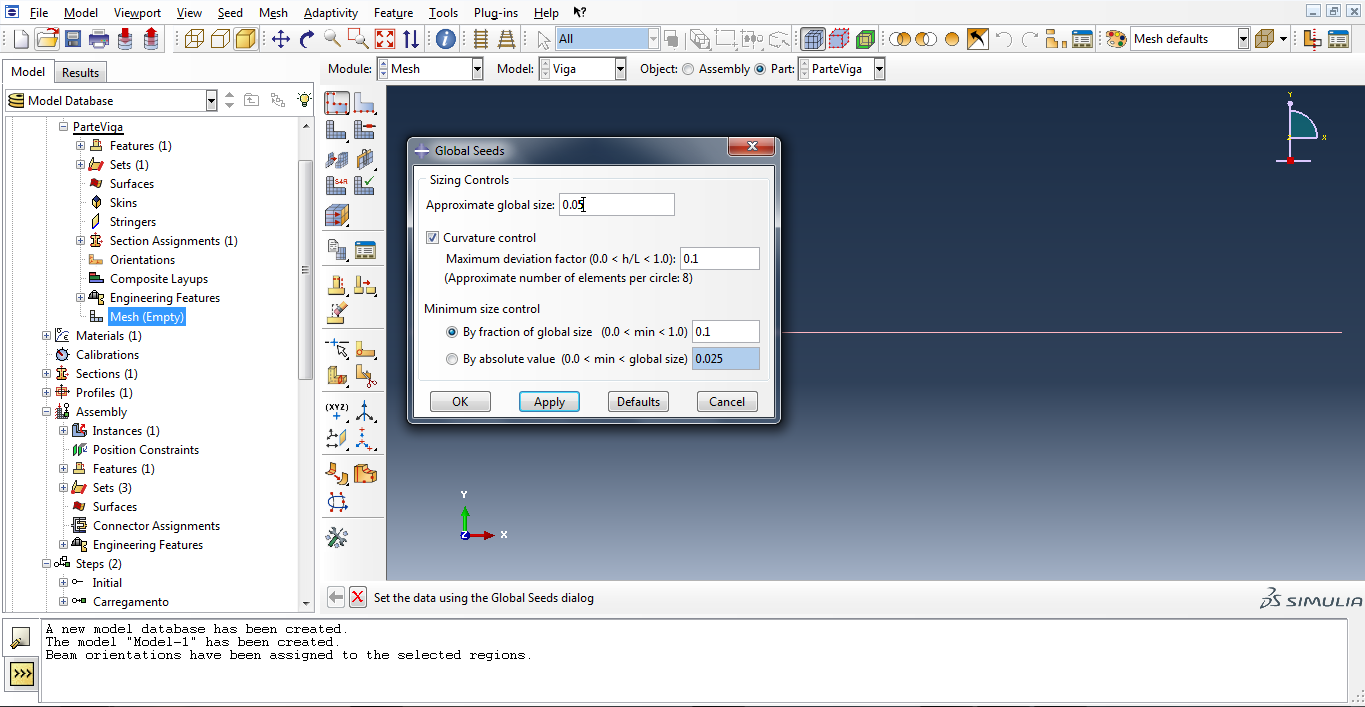 File Model Viewport View Seed Mesh Adaptivity Feature Tools Plug-ins Help ?
All Mesh defaults
Model Results
Module: Mesh Model: Viga Object: Assembly Part: ParteViga
Model Database
ParteViga
Features (1)
Sets (1)
Surfaces
Skins
Stringers
Section Assignments (1)
Orientations
Composite Layups
Engineering Features
Mesh (Empty)
Materials (1)
Calibrations
Sections (1)
Profiles (1)
Assembly
Instances (1)
Position Constraints
Features (1)
Sets (3)
Surfaces
Connector Assignments
Engineering Features
Steps (2)
Initial
Carregamento
S4R
(XYZ)
Global Seeds
Sizing Controls
Approximate global size: 0.05
Curvature control
Maximum deviation factor (0.0 < h/L < 1.0): 0.1
(Approximate number of elements per circle: 8)
Minimum size control
By fraction of global size (0.0 < min < 1.0) 0.1
By absolute value (0.0 < min < global size) 0.025
OK Apply Defaults Cancel
Y
X
Y
Z
X
Set the data using the Global Seeds dialog
SIMULIA
A new model database has been created.
The model "Model-1" has been created.
Beam orientations have been assigned to the selected regions.
>>>